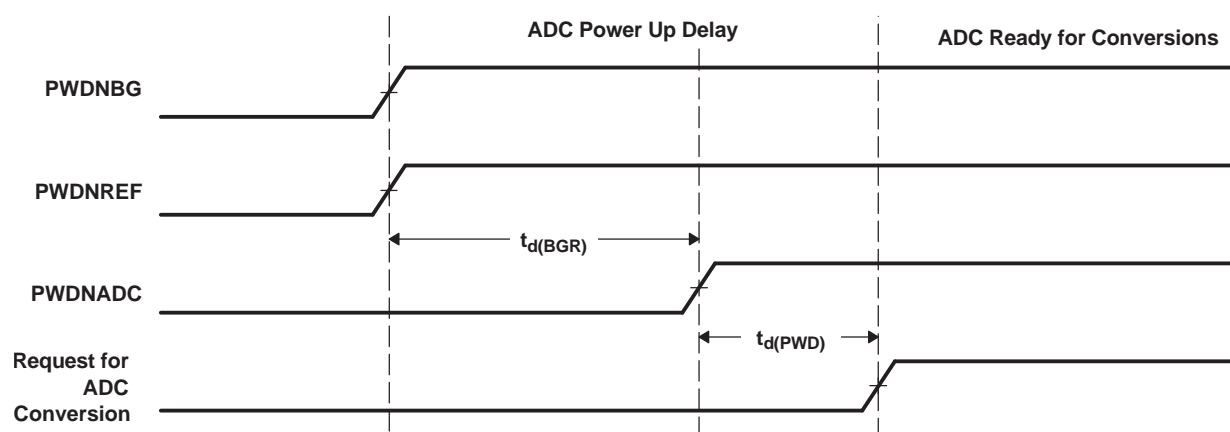 ADC Power Up Delay
ADC Ready for Conversions
PWDNBG
PWDNREF
td(BGR)
PWDNADC
td(PWD)
Request for
ADC
Conversion